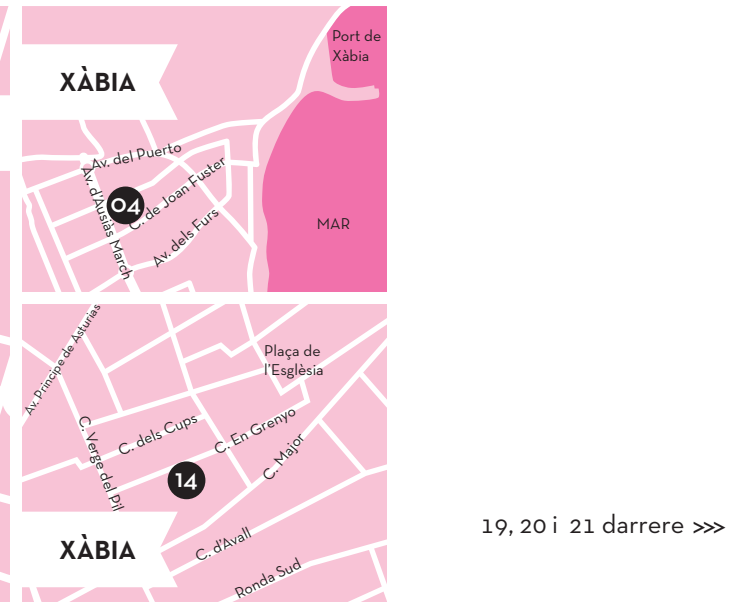 Port de
Xàbia
XÀBIA
Av. del Puerto
Av. d'Ausiàs March
04
C. de Joan Fuster
Av. dels Furs
MAR
Av. Principe de Asturias
Plaça de
l'Esglèsia
C. Verge del Pil
C. dels Cups
C. En Grenyo
C. Major
14
XÀBIA
C. d'Avall
Ronda Sud
19, 20 i 21 darrere >>>